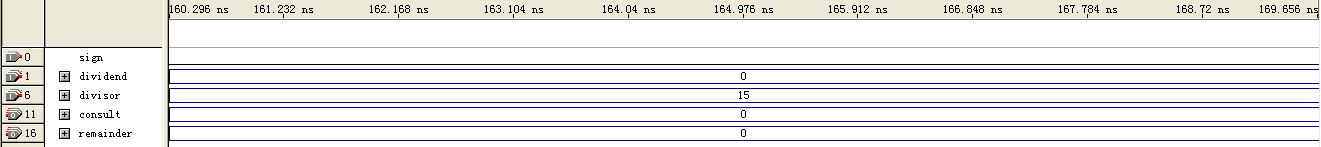 160.296 ns 161.232 ns 162.168 ns 163.104 ns 164.04 ns 164.976 ns 165.912 ns 166.848 ns 167.784 ns 168.72 ns 169.656 ns
0 sign
1 dividend 0
6 divisor 15
11 consult 0
16 remainder 0